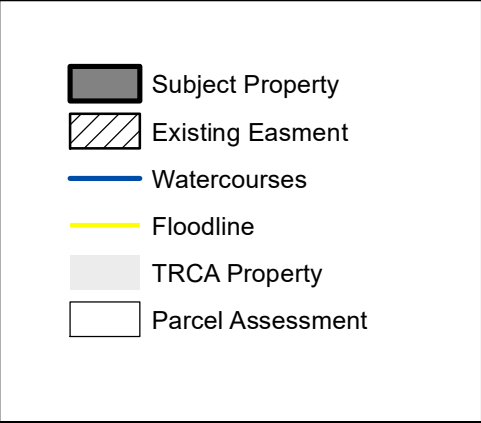 Subject Property
Existing Easment
Watercourses
Floodline
TRCA Property
Parcel Assessment